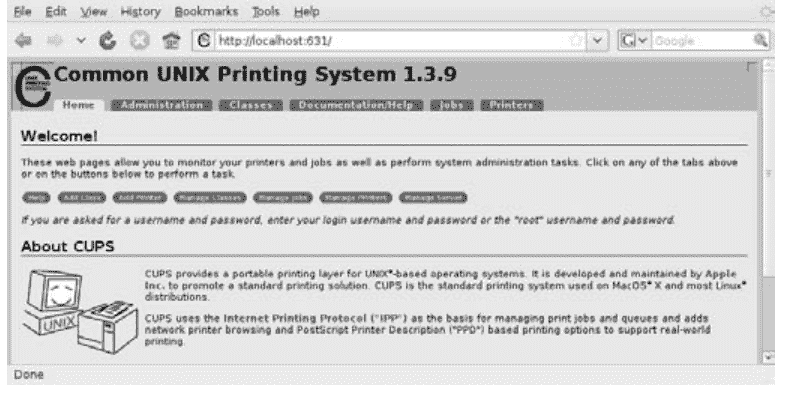 File Edit View History Bookmarks Tools Help
http://localhost:631/ Google
Common UNIX Printing System 1.3.9
Home Administration Classes Documentation/Help Jobs Printers
Welcome!
These web pages allow you to monitor your printers and jobs as well as perform system administration tasks. Click on any of the tabs above
or on the buttons below to perform a task.
Help Add Class Add Printer Manage Classes Manage Jobs Manage Printers Manage Server
If you are asked for a username and password, enter your login username and password or the "root" username and password.
About CUPS
CUPS provides a portable printing layer for UNIX®-based operating systems. It is developed and maintained by Apple
Inc. to promote a standard printing solution. CUPS is the standard printing system used on MacOS® X and most Linux®
distributions.
UNIX
CUPS uses the Internet Printing Protocol ("IPP") as the basis for managing print jobs and queues and adds
network printer browsing and PostScript Printer Description ("PPD") based printing options to support real-world
printing.
Done